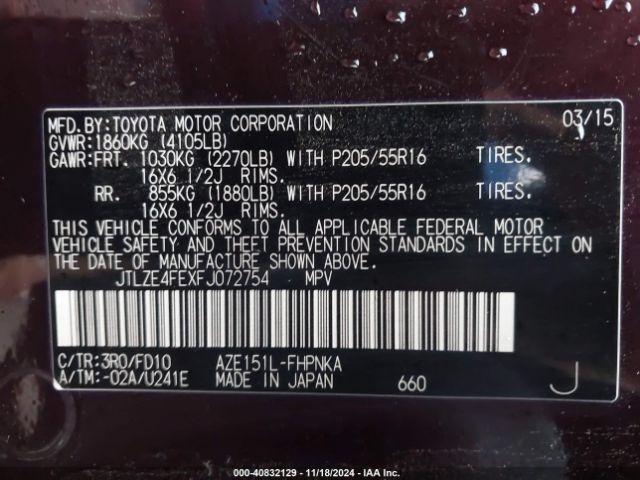 MFD.BY:TOYOTA MOTOR CORPORATION 03/15
GVWR:1860KG (4105LB)
GAWR:FRT. 1030KG (2270LB) WITH P205/55R16 TIRES.
16X6 1/2J RIMS.
RR. 855KG (1880LB) WITH P205/55R16 TIRES.
16X6 1/2J RIMS.
THIS VEHICLE CONFORMS TO ALL APPLICABLE FEDERAL MOTOR
VEHICLE SAFETY AND THEFT PREVENTION STANDARDS IN EFFECT ON
THE DATE OF MANUFACTURE SHOWN ABOVE.
JTLZE4FEXFJ072754 MPV
C/TR:3R0/FD10 AZE151L-FHPNKA
A/TM:-02A/U241E MADE IN JAPAN 660 J
000-40832129 - 11/18/2024 - IAA Inc.